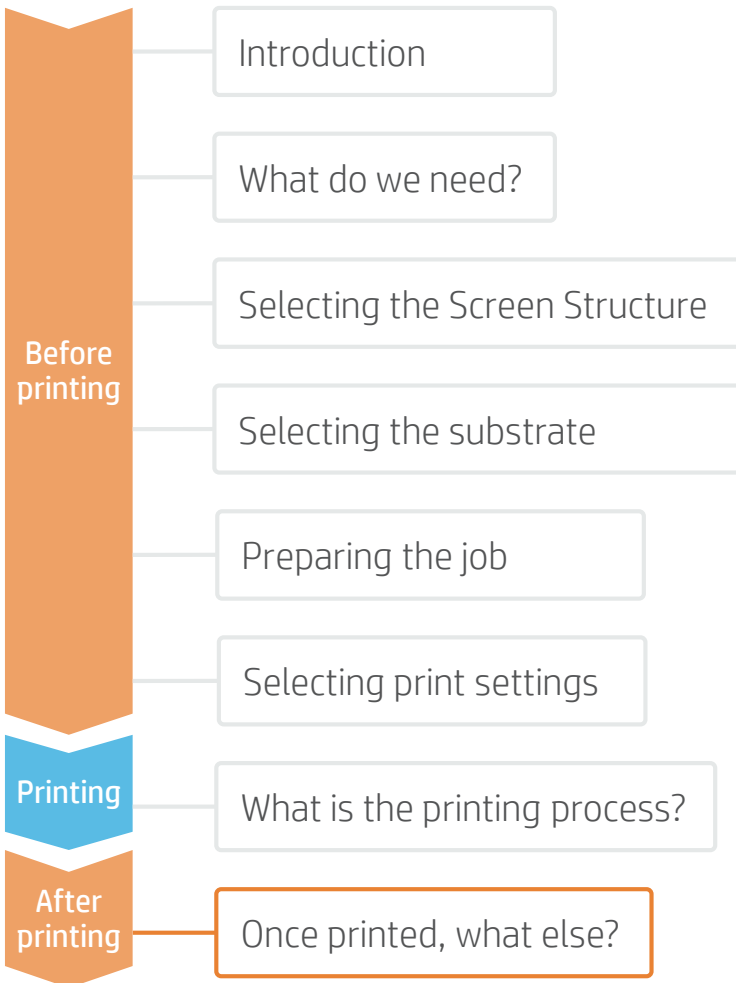 Introduction
What do we need?
Selecting the Screen Structure
Before
printing
Selecting the substrate
Preparing the job
Selecting print settings
Printing
What is the printing process?
After
printing
Once printed, what else?